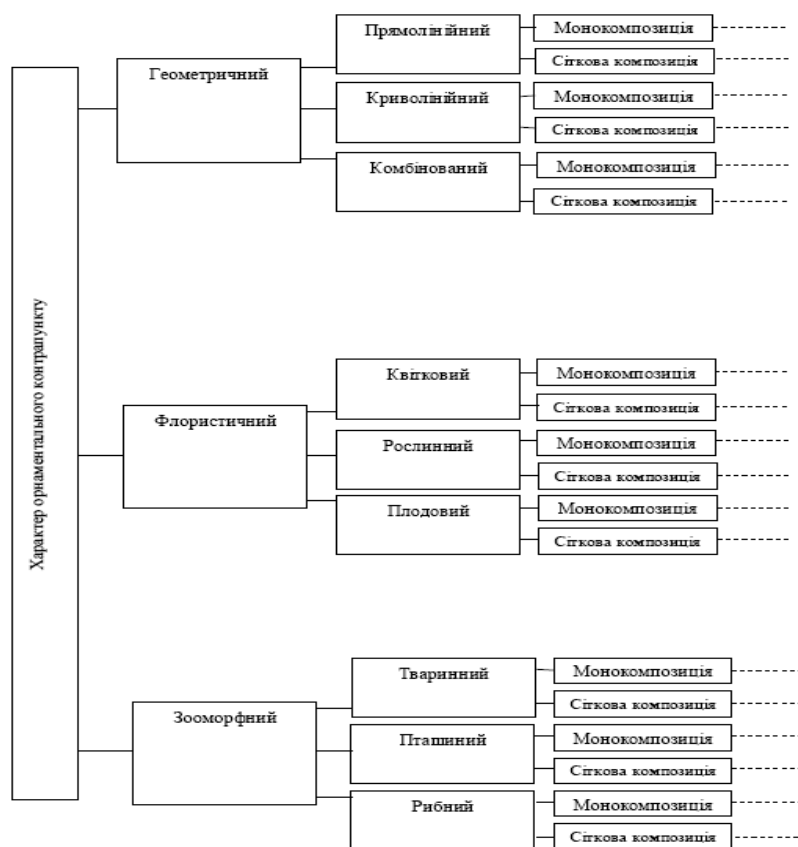 Характер орнаментального контрапункту
Геометричний
Прямолінійний
Монокомпозиція
Сіткова композиція
Криволінійний
Монокомпозиція
Сіткова композиція
Комбінований
Монокомпозиція
Сіткова композиція
Флористичний
Квітковий
Монокомпозиція
Сіткова композиція
Рослинний
Монокомпозиція
Сіткова композиція
Плодовий
Монокомпозиція
Сіткова композиція
Зооморфний
Тваринний
Монокомпозиція
Сіткова композиція
Пташиний
Монокомпозиція
Сіткова композиція
Рибний
Монокомпозиція
Сіткова композиція